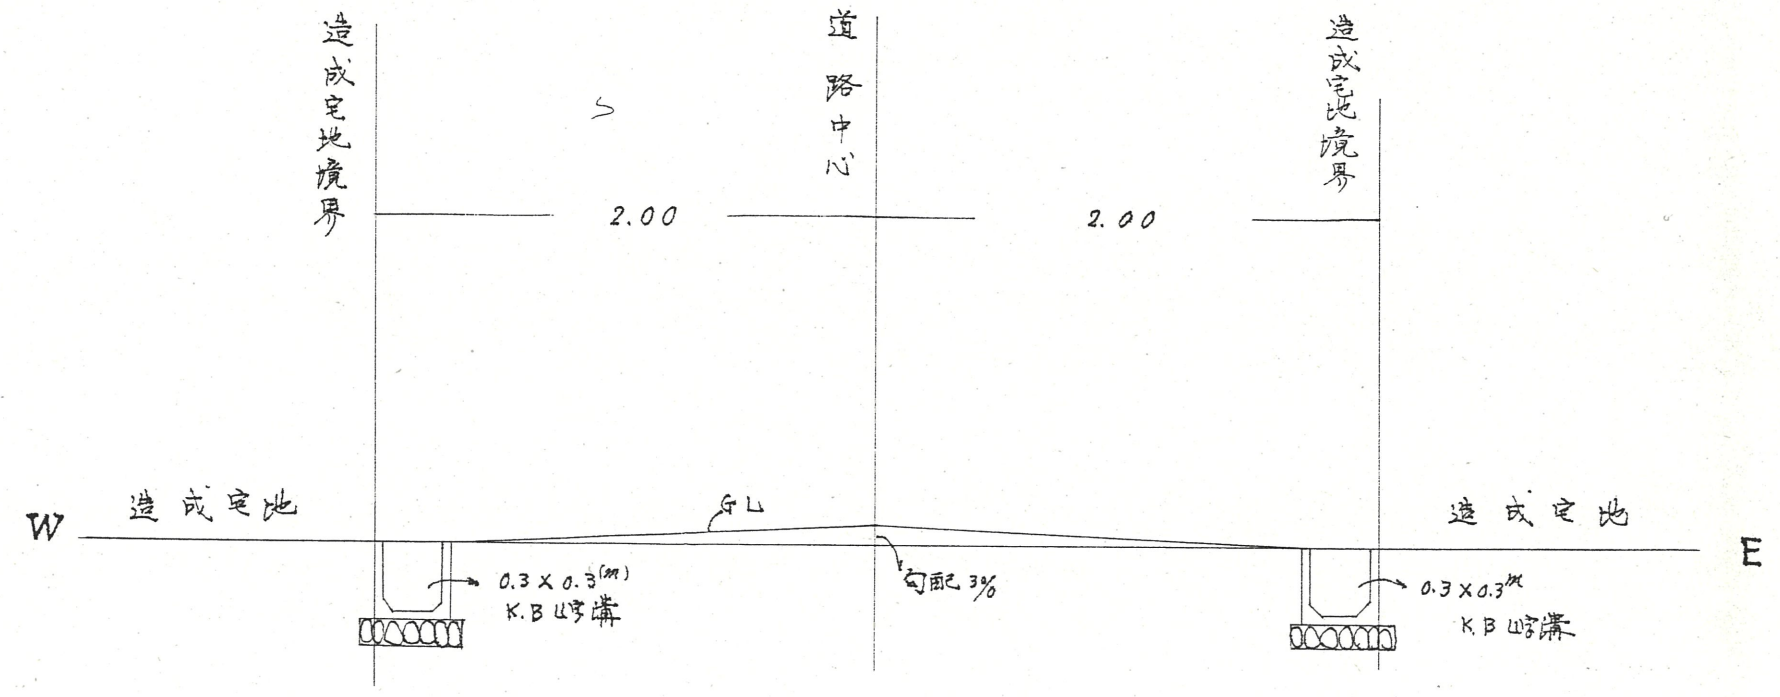 造成宅地境界
道路中心
造成宅地境界
2.00
2.00
W
造成宅地
GL
造成宅地
E
勾配 3%
0.3×0.3(m)
K.B U字溝
0.3×0.3m
K.B U字溝